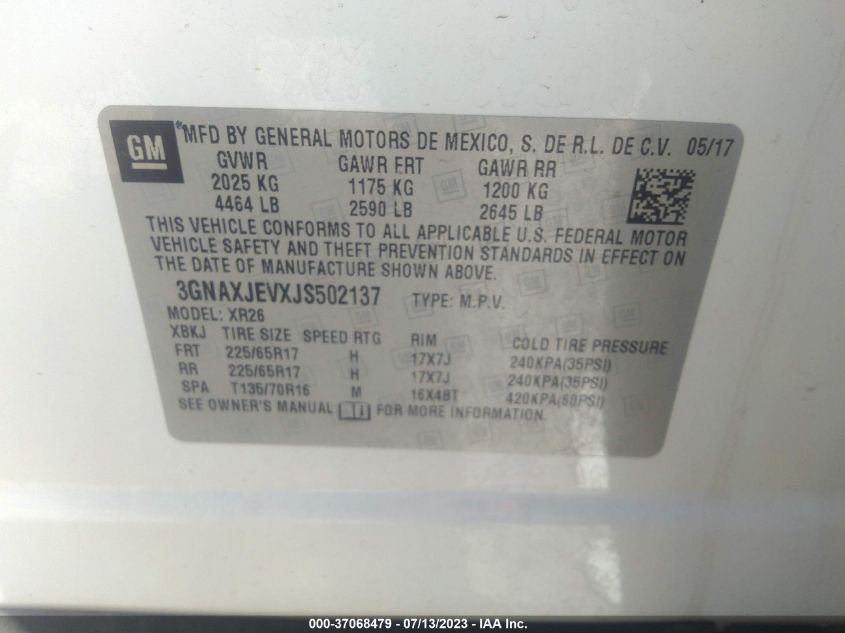 GM
MFD BY GENERAL MOTORS DE MEXICO, S. DE R.L. DE C.V. 05/17
GVWR GAWR FRT GAWR RR
2025 KG 1175 KG 1200 KG
4464 LB 2590 LB 2645 LB
THIS VEHICLE CONFORMS TO ALL APPLICABLE U.S. FEDERAL MOTOR
VEHICLE SAFETY AND THEFT PREVENTION STANDARDS IN EFFECT ON
THE DATE OF MANUFACTURE SHOWN ABOVE.
3GNAXJEVXJS502137 TYPE: M.P.V.
MODEL: XR26
XBKJ TIRE SIZE SPEED RTG RIM COLD TIRE PRESSURE
FRT 225/65R17 H 17X7J 240KPA(35PSI)
RR 225/65R17 H 17X7J 240KPA(35PSI)
SPA T135/70R16 M 16X4BT 420KPA(60PSI)
SEE OWNER'S MANUAL FOR MORE INFORMATION.
000-37068479 - 07/13/2023 - IAA Inc.